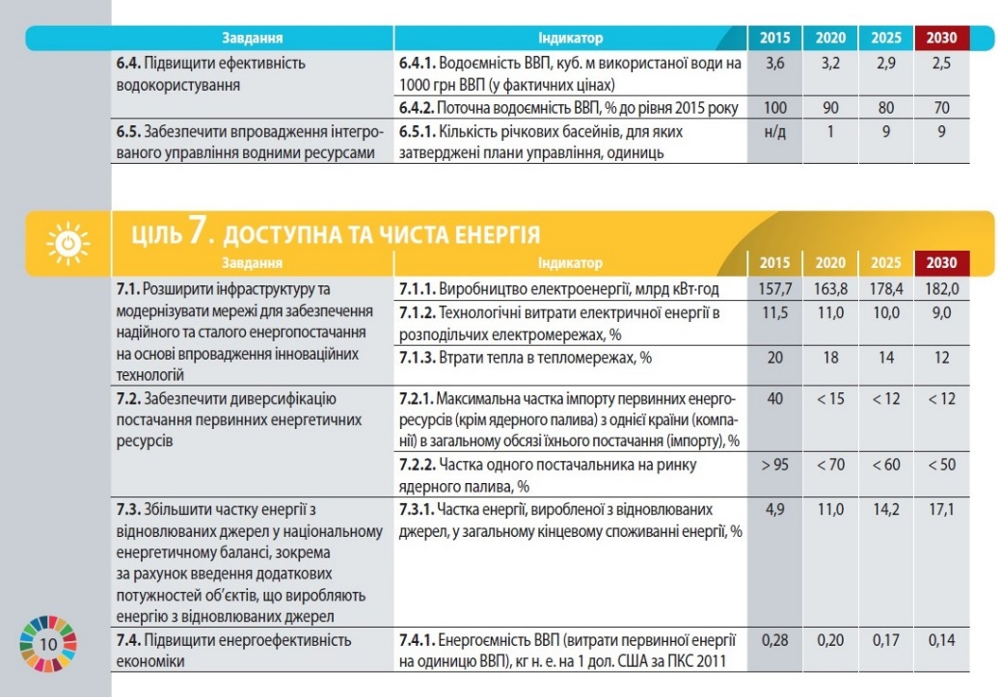 Завдання Індикатор 2015 2020 2025 2030
6.4. Підвищити ефективність
водокористування
6.4.1. Водоємність ВВП, куб. м використаної води на
1000 грн ВВП (у фактичних цінах)
3,6 3,2 2,9 2,5
6.4.2. Поточна водоємність ВВП, % до рівня 2015 року 100 90 80 70
6.5. Забезпечити впровадження інтегро-
ваного управління водними ресурсами
6.5.1. Кількість річкових басейнів, для яких
затверджені плани управління, одиниць
н/д 1 9 9
ЦІЛЬ 7. ДОСТУПНА ТА ЧИСТА ЕНЕРГІЯ
Завдання Індикатор 2015 2020 2025 2030
7.1. Розширити інфраструктуру та
модернізувати мережі для забезпечення
надійного та сталого енергопостачання
на основі впровадження інноваційних
технологій
7.1.1. Виробництво електроенергії, млрд кВт·год 157,7 163,8 178,4 182,0
7.1.2. Технологічні витрати електричної енергії в
розподільчих електромережах, %
11,5 11,0 10,0 9,0
7.1.3. Втрати тепла в тепломережах, % 20 18 14 12
7.2. Забезпечити диверсифікацію
постачання первинних енергетичних
ресурсів
7.2.1. Максимальна частка імпорту первинних енерго-
ресурсів (крім ядерного палива) з однієї країни (компа-
нії) в загальному обсязі їхнього постачання (імпорту), %
40 < 15 < 12 < 12
7.2.2. Частка одного постачальника на ринку
ядерного палива, %
> 95 < 70 < 60 < 50
7.3. Збільшити частку енергії з
відновлюваних джерел у національному
енергетичному балансі, зокрема
за рахунок введення додаткових
потужностей об’єктів, що виробляють
енергію з відновлюваних джерел
7.3.1. Частка енергії, виробленої з відновлюваних
джерел, у загальному кінцевому споживанні енергії, %
4,9 11,0 14,2 17,1
7.4. Підвищити енергоефективність
економіки
7.4.1. Енергоємність ВВП (витрати первинної енергії
на одиницю ВВП), кг н. е. на 1 дол. США за ПКС 2011
0,28 0,20 0,17 0,14
10